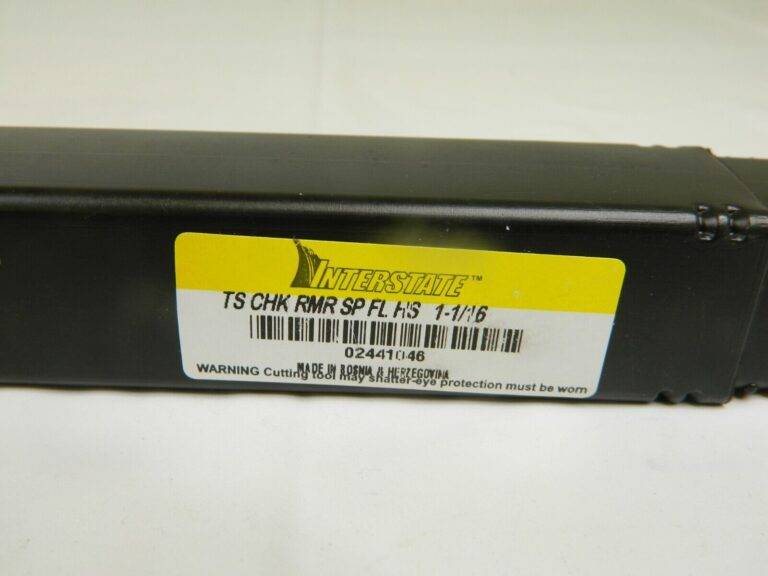 INTERSTATE™
TS CHK RMR SP FL HS 1-1/16
02441046
MADE IN BOSNIA & HERZEGOVINA
WARNING Cutting tool may shatter-eye protection must be worn